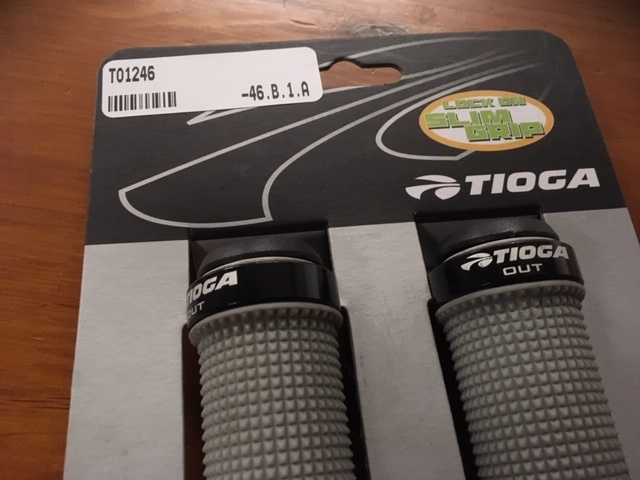 T01246
-46.B.1.A
LOCK ON
SLIM
GRIP
TIOGA
TIOGA
OUT
TIOGA
OUT